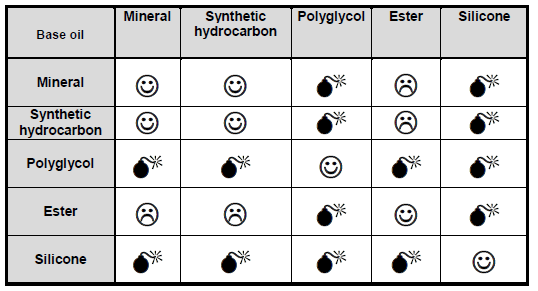 Base oil
Mineral
Synthetic
hydrocarbon
Polyglycol
Ester
Silicone
Mineral
Synthetic
hydrocarbon
Polyglycol
Ester
Silicone